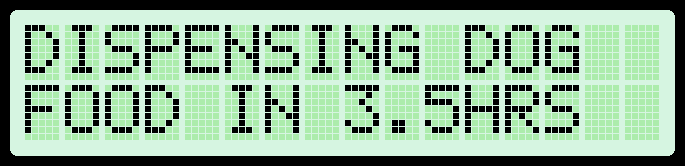 DISPENSING DOG
FOOD IN 3.5HRS